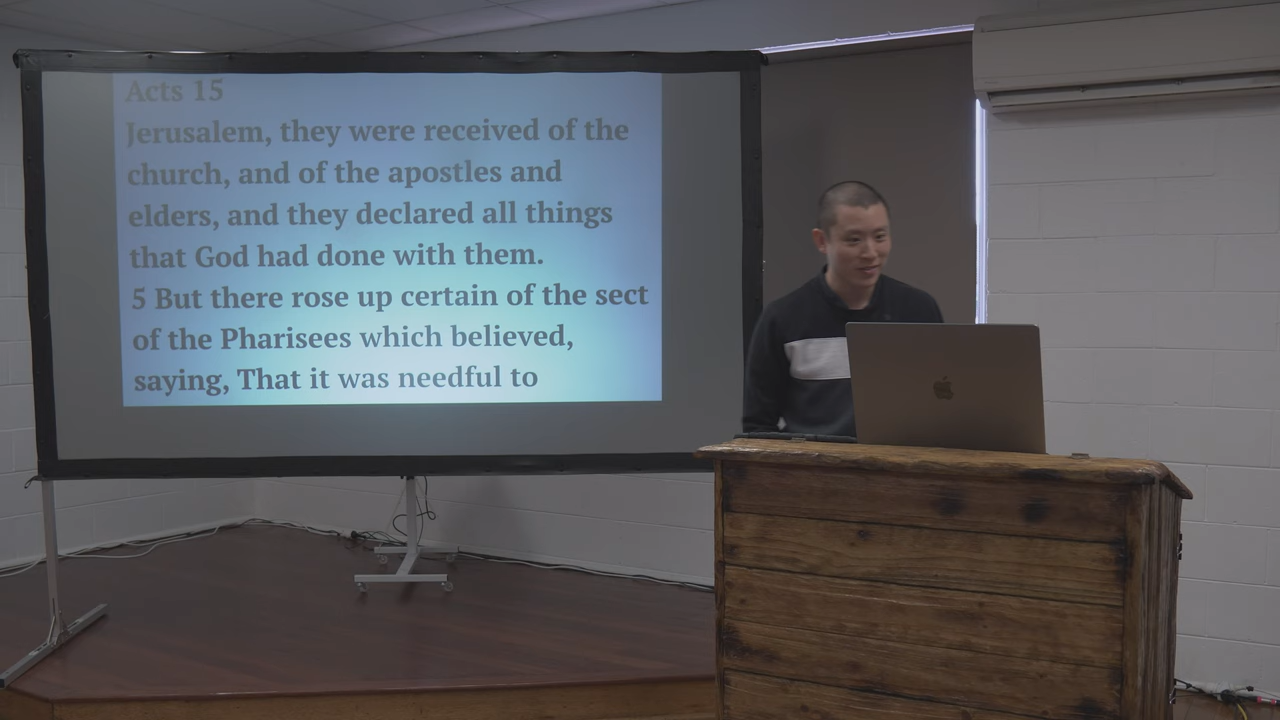 Acts 15
Jerusalem, they were received of the
church, and of the apostles and
elders, and they declared all things
that God had done with them.
5 But there rose up certain of the sect
of the Pharisees which believed,
saying, That it was needful to